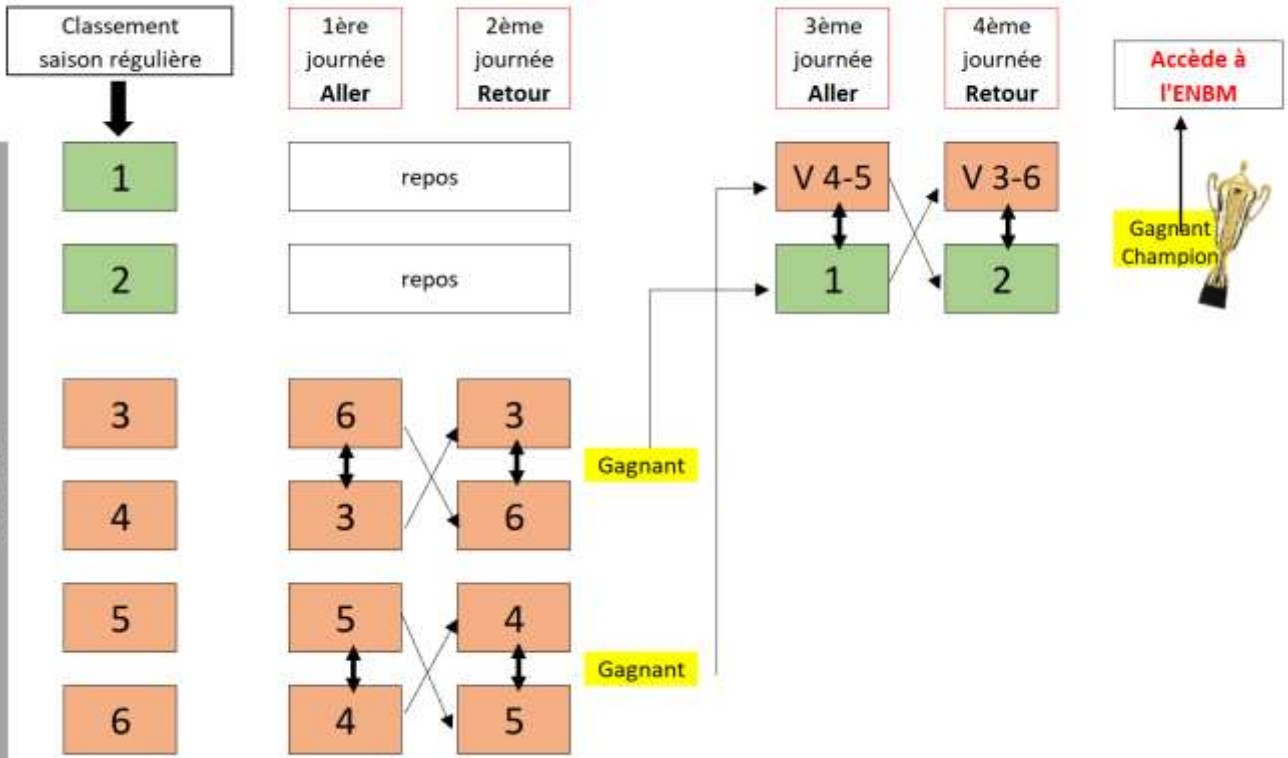 Classement
saison régulière
1ère
journée
Aller
2ème
journée
Retour
3ème
journée
Aller
4ème
journée
Retour
Accède à
l'ENBM
1
repos
V 4-5
V 3-6
2
repos
1
2
Gagnant
Champion
3
6
3
Gagnant
4
3
6
5
5
4
Gagnant
6
4
5